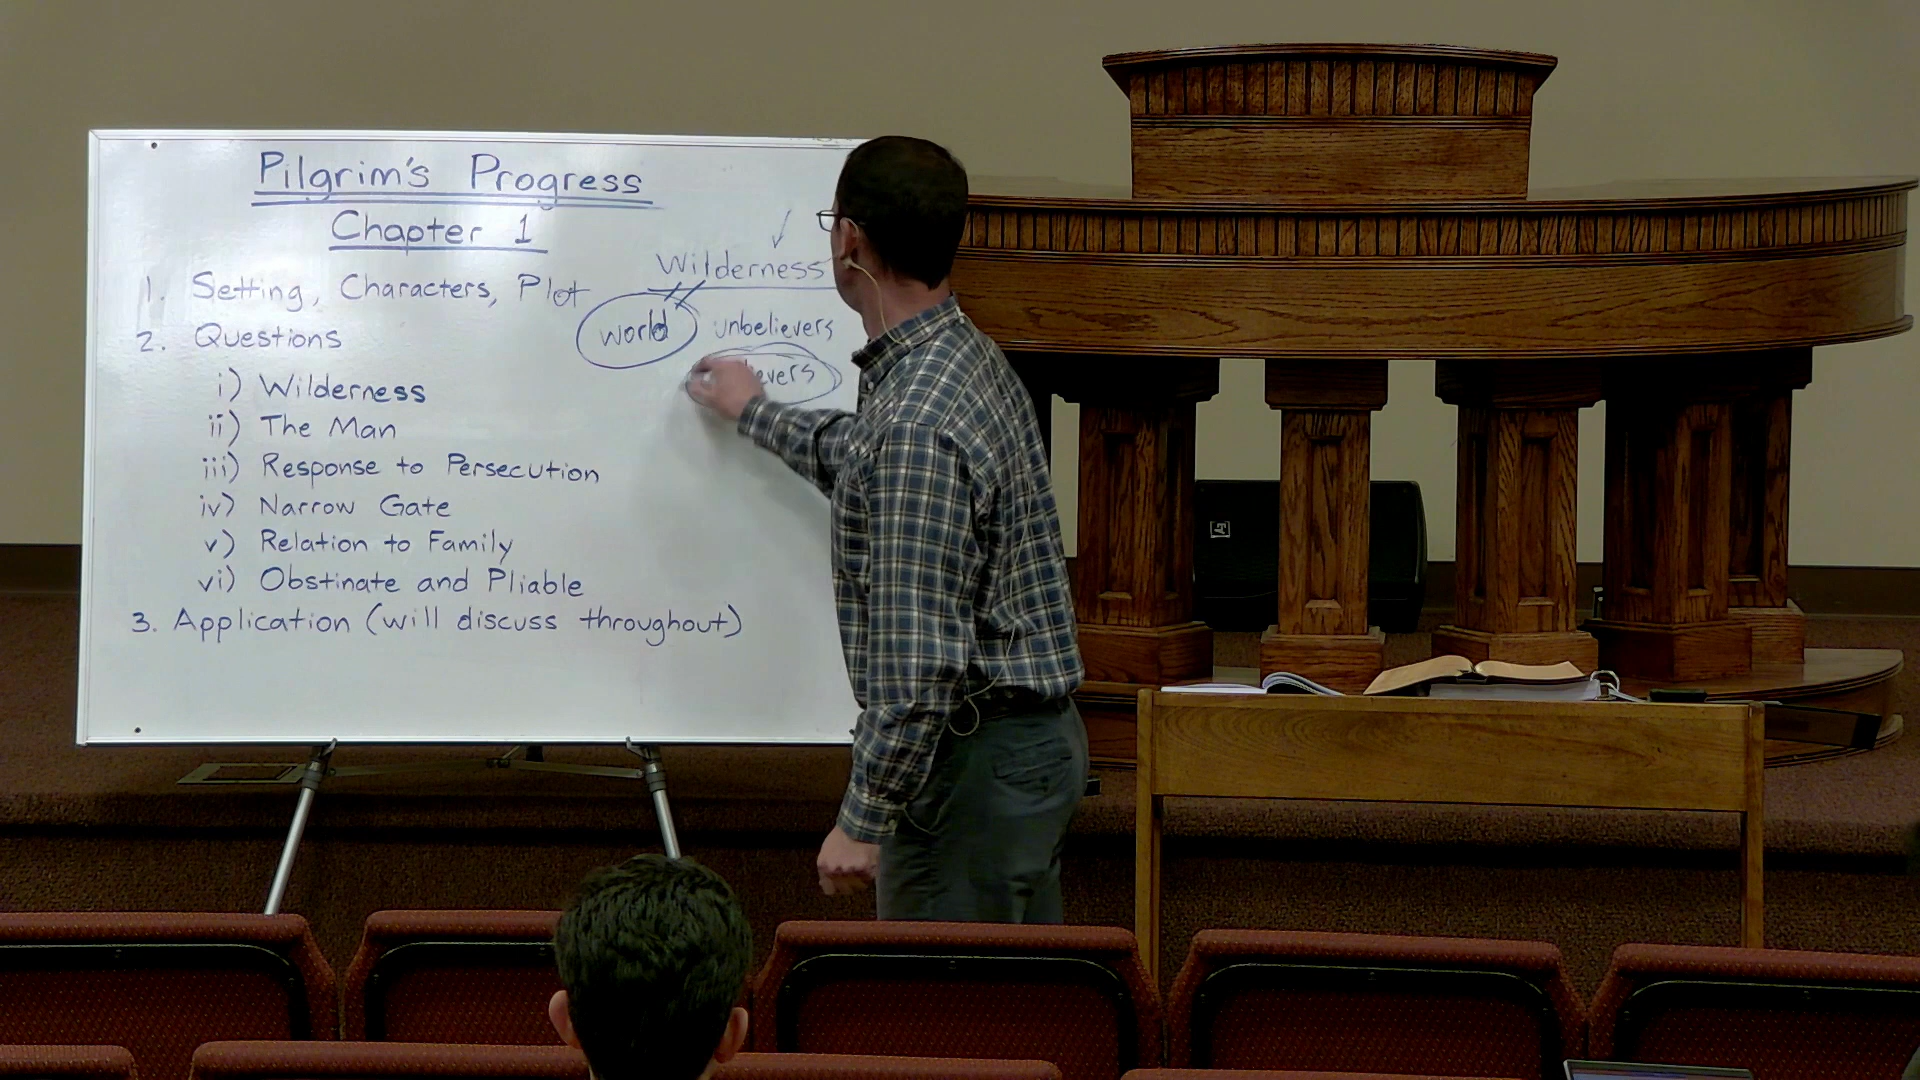 Pilgrim's Progress
Chapter 1
1. Setting, Characters, Plot
2. Questions
i) Wilderness
ii) The Man
iii) Response to Persecution
iv) Narrow Gate
v) Relation to Family
vi) Obstinate and Pliable
3. Application (will discuss throughout)
Wilderness
world unbelievers